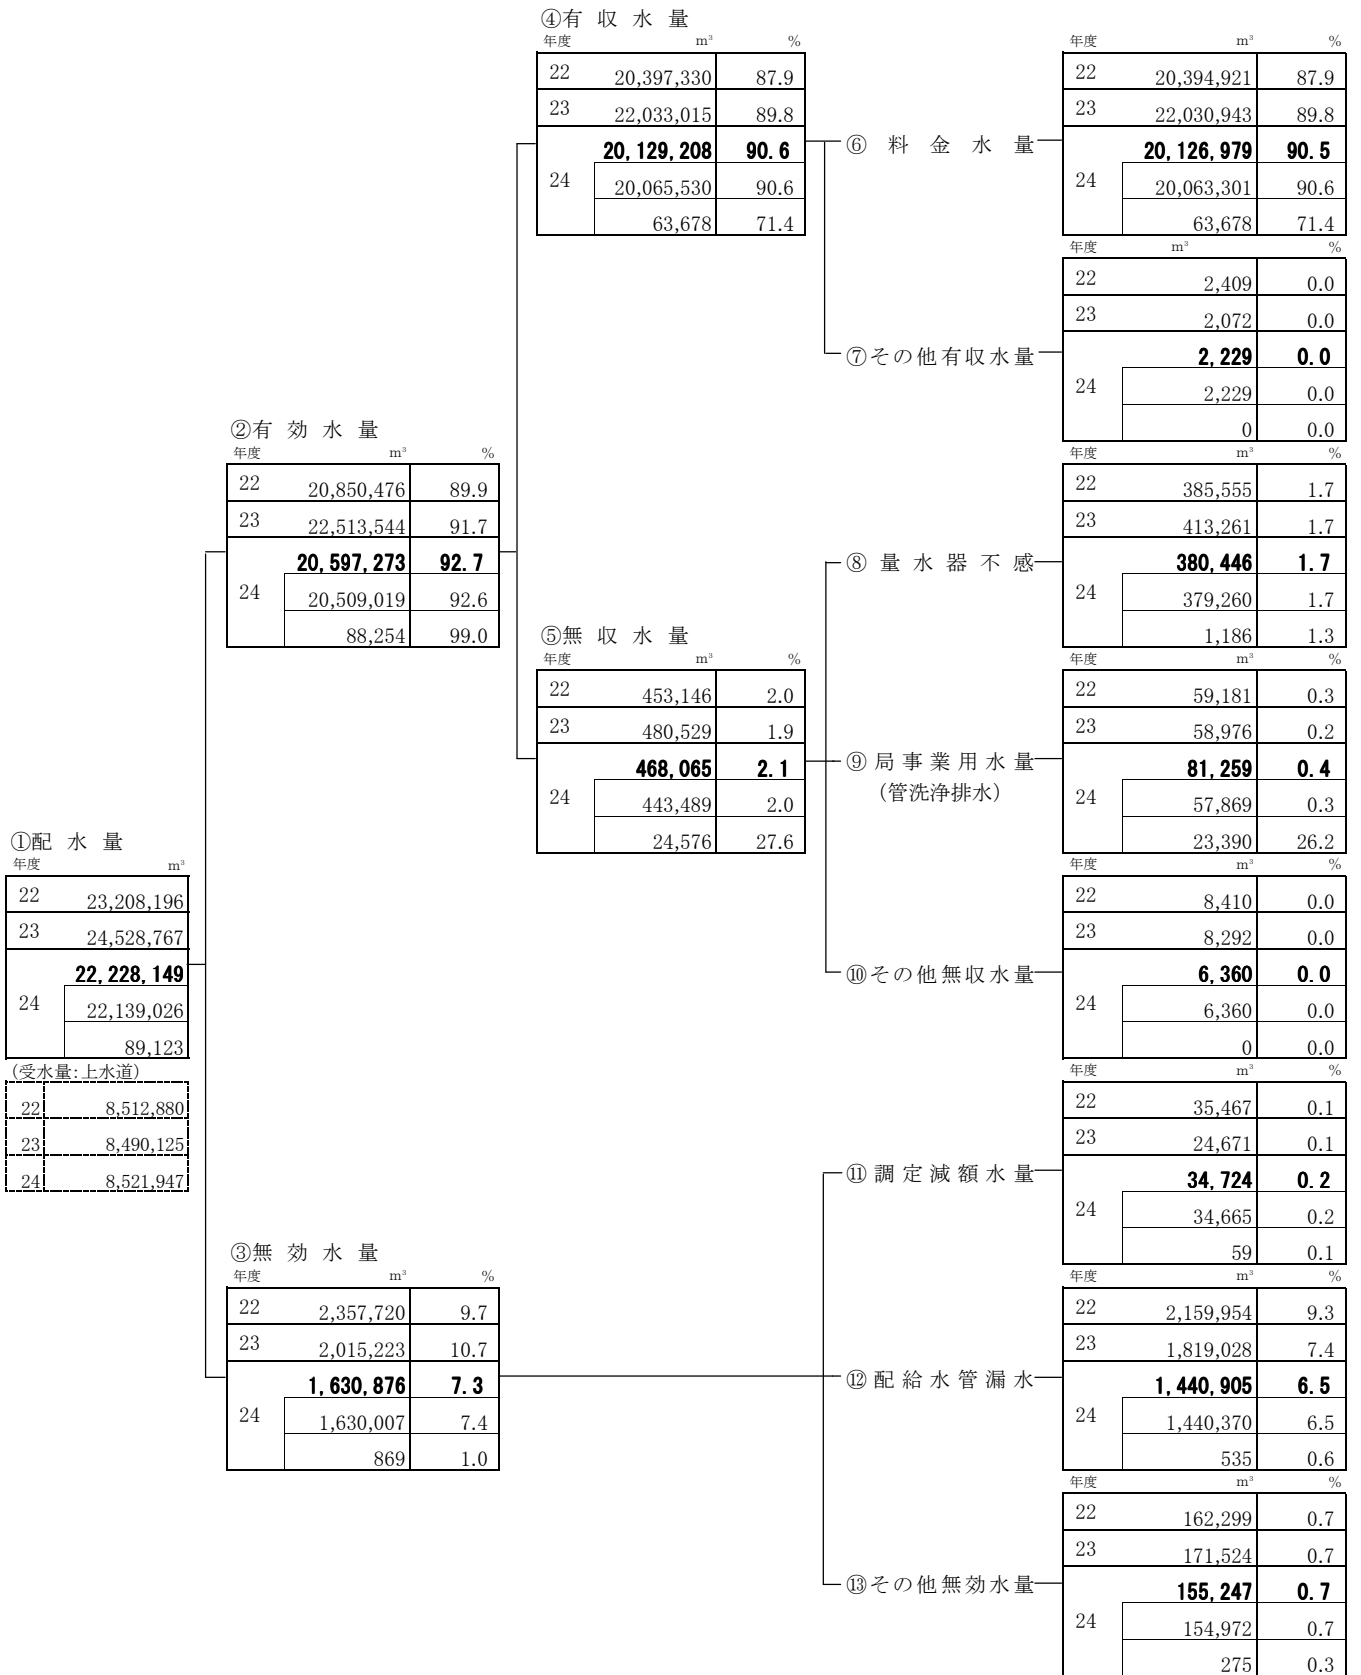 ④有 収 水 量
年度 m³ %
22 20,397,330 87.9
23 22,033,015 89.8
20,129,208 90.6
24 20,065,530 90.6
63,678 71.4
年度 m³ %
22 20,394,921 87.9
23 22,030,943 89.8
⑥ 料 金 水 量
20,126,979 90.5
24 20,063,301 90.6
63,678 71.4
年度 m³ %
22 2,409 0.0
23 2,072 0.0
⑦その他有収水量
2,229 0.0
24 2,229 0.0
0 0.0
②有 効 水 量
年度 m³ %
22 20,850,476 89.9
23 22,513,544 91.7
20,597,273 92.7
24 20,509,019 92.6
88,254 99.0
年度 m³ %
22 385,555 1.7
23 413,261 1.7
⑧ 量 水 器 不 感
380,446 1.7
24 379,260 1.7
1,186 1.3
⑤無 収 水 量
年度 m³ %
22 453,146 2.0
23 480,529 1.9
468,065 2.1
24 443,489 2.0
24,576 27.6
年度 m³ %
22 59,181 0.3
23 58,976 0.2
⑨ 局 事 業 用 水 量
(管洗浄排水)
81,259 0.4
24 57,869 0.3
23,390 26.2
①配 水 量
年度 m³
22 23,208,196
23 24,528,767
22,228,149
24 22,139,026
89,123
(受水量:上水道)
22 8,512,880
23 8,490,125
24 8,521,947
年度 m³ %
22 8,410 0.0
23 8,292 0.0
⑩その他無収水量
6,360 0.0
24 6,360 0.0
0 0.0
年度 m³ %
22 35,467 0.1
23 24,671 0.1
⑪ 調 定 減 額 水 量
34,724 0.2
24 34,665 0.2
59 0.1
③無 効 水 量
年度 m³ %
22 2,357,720 9.7
23 2,015,223 10.7
1,630,876 7.3
24 1,630,007 7.4
869 1.0
年度 m³ %
22 2,159,954 9.3
23 1,819,028 7.4
⑫ 配 給 水 管 漏 水
1,440,905 6.5
24 1,440,370 6.5
535 0.6
年度 m³ %
22 162,299 0.7
23 171,524 0.7
⑬その他無効水量
155,247 0.7
24 154,972 0.7
275 0.3